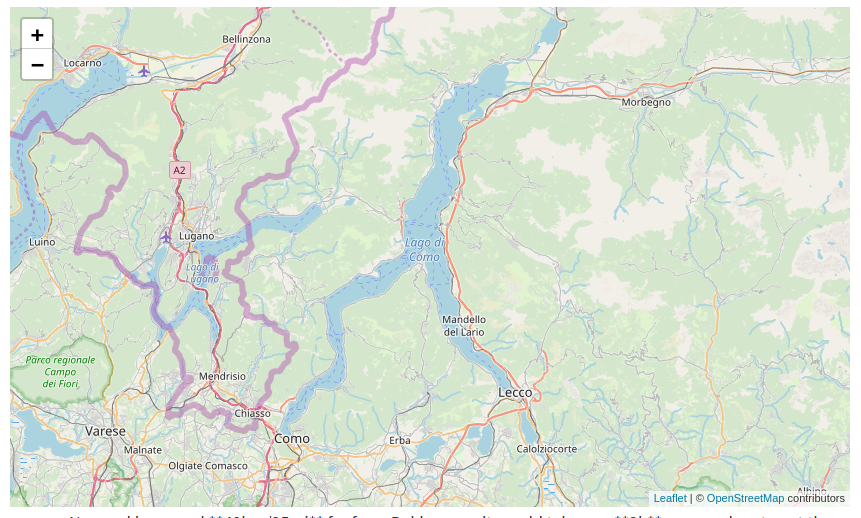 +
−
Bellinzona
Locarno
Morbegno
A2
Lugano
Luino
Lago di
Como
Lago di
Lugano
Mandello
del Lario
Parco regionale
Campo
dei Fiori
Mendrisio
Lecco
Chiasso
Varese
Como
Erba
Malnate
Calolziocorte
Olgiate Comasco
Albino
Leaflet | © OpenStreetMap contributors